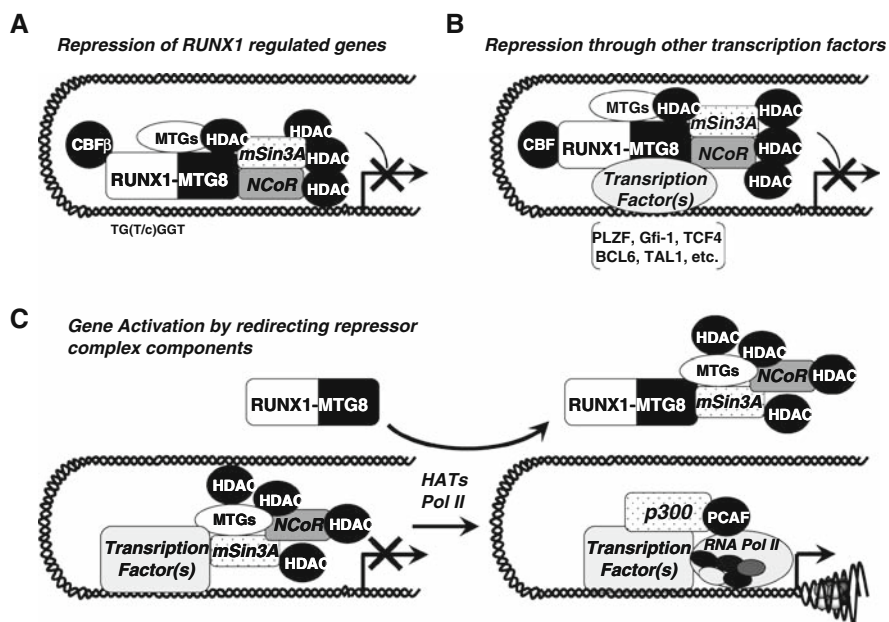 A
Repression of RUNX1 regulated genes
CBFβ
MTGs
HDAC
HDAC
mSin3A
HDAC
RUNX1-MTG8
NCoR
HDAC
TG(T/c)GGT
B
Repression through other transcription factors
MTGs
HDAC
HDAC
mSin3A
CBF
RUNX1-MTG8
NCoR
HDAC
HDAC
Transription
Factor(s)
PLZF, Gfi-1, TCF4
BCL6, TAL1, etc.
C
Gene Activation by redirecting repressor
complex components
RUNX1-MTG8
HDAC
HDAC
MTGs
NCoR
HDAC
RUNX1-MTG8
mSin3A
HDAC
HDAC
HDAC
MTGs
NCoR
HDAC
Transription
Factor(s)
mSin3A
HDAC
HATs
Pol II
p300
PCAF
Transription
Factor(s)
RNA Pol II